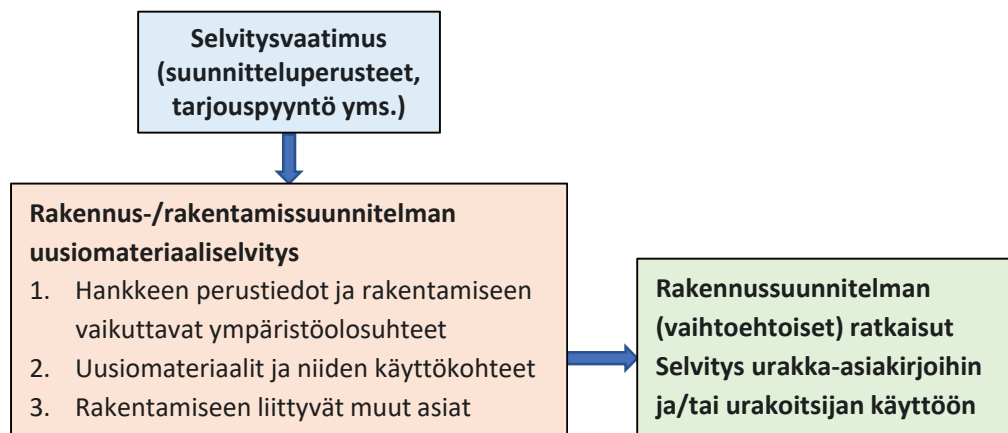 Selvitysvaatimus
(suunnitteluperusteet,
tarjouspyyntö yms.)
Rakennus-/rakentamissuunnitelman
uusiomateriaaliselvitys
1. Hankkeen perustiedot ja rakentamiseen
vaikuttavat ympäristöolosuhteet
2. Uusiomateriaalit ja niiden käyttökohteet
3. Rakentamiseen liittyvät muut asiat
Rakennussuunnitelman
(vaihtoehtoiset) ratkaisut
Selvitys urakka-asiakirjoihin
ja/tai urakoitsijan käyttöön